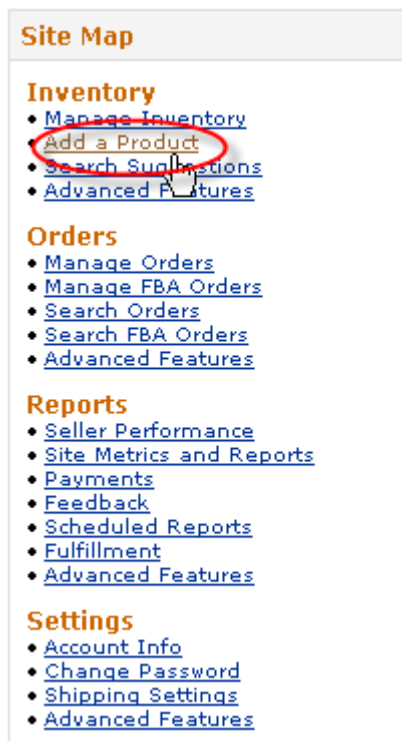 Site Map
Inventory
• Manage Inventory
• Add a Product
• Search Suggestions
• Advanced Features
Orders
• Manage Orders
• Manage FBA Orders
• Search Orders
• Search FBA Orders
• Advanced Features
Reports
• Seller Performance
• Site Metrics and Reports
• Payments
• Feedback
• Scheduled Reports
• Fulfillment
• Advanced Features
Settings
• Account Info
• Change Password
• Shipping Settings
• Advanced Features